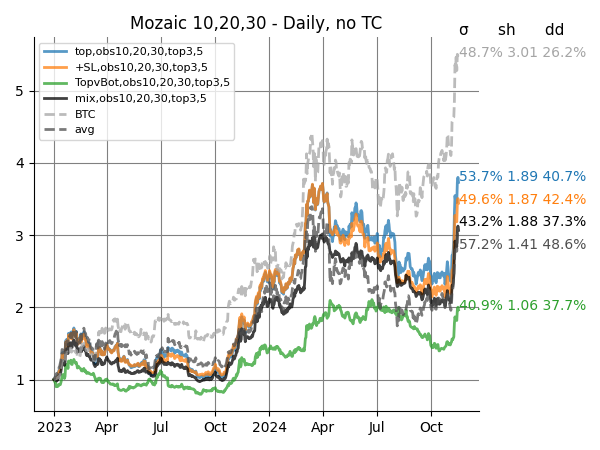 Mozaic 10,20,30 - Daily, no TC
σ sh dd
top,obs10,20,30,top3,5
+SL,obs10,20,30,top3,5
TopvBot,obs10,20,30,top3,5
mix,obs10,20,30,top3,5
BTC
avg
48.7% 3.01 26.2%
53.7% 1.89 40.7%
49.6% 1.87 42.4%
43.2% 1.88 37.3%
57.2% 1.41 48.6%
40.9% 1.06 37.7%
5
4
3
2
1
2023 Apr Jul Oct 2024 Apr Jul Oct